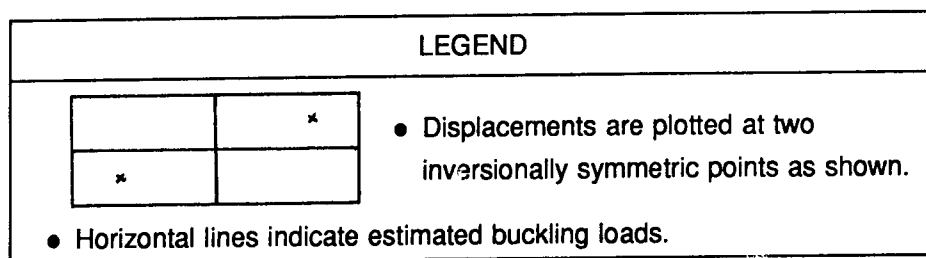 LEGEND
● Displacements are plotted at two
inversionally symmetric points as shown.
● Horizontal lines indicate estimated buckling loads.